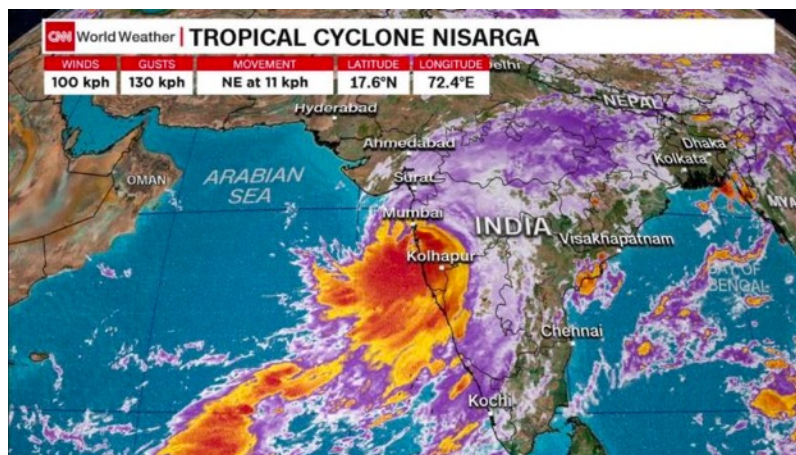 CNN World Weather | TROPICAL CYCLONE NISARGA
WINDS GUSTS MOVEMENT LATITUDE LONGITUDE
100 kph 130 kph NE at 11 kph 17.6°N 72.4°E
elhi
NEPAL
Hyderabad
Ahmedabad
Dhaka
Kolkata
OMAN
ARABIAN
SEA
Surat
MYA
Mumbai
INDIA
Visakhapatnam
Kolhapur
BAY OF
BENGAL
Chennai
Kochi